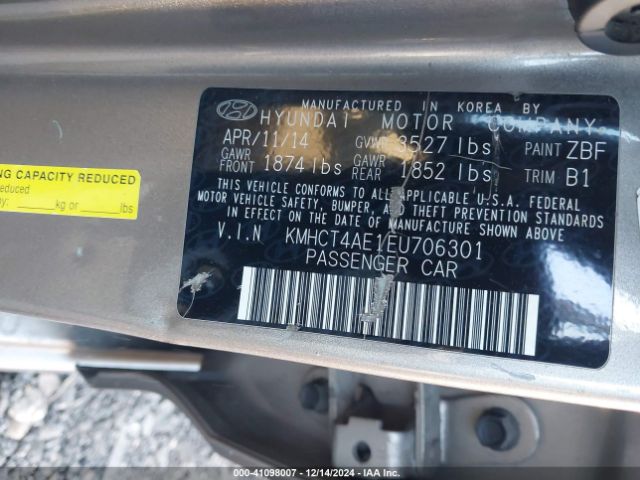 MANUFACTURED IN KOREA BY
HYUNDAI MOTOR COMPANY
APR/11/14 GVWR 3527 lbs PAINT ZBF
GAWR FRONT 1874 lbs GAWR REAR 1852 lbs TRIM B1
THIS VEHICLE CONFORMS TO ALL APPLICABLE U.S.A. FEDERAL
MOTOR VEHICLE SAFETY, BUMPER, AND THEFT PREVENTION STANDARDS
IN EFFECT ON THE DATE OF MANUFACTURE SHOWN ABOVE
V.I.N KMHCT4AE1EU706301
PASSENGER CAR
NG CAPACITY REDUCED
reduced
by: kg or lbs
000-41098007 • 12/14/2024 • IAA Inc.